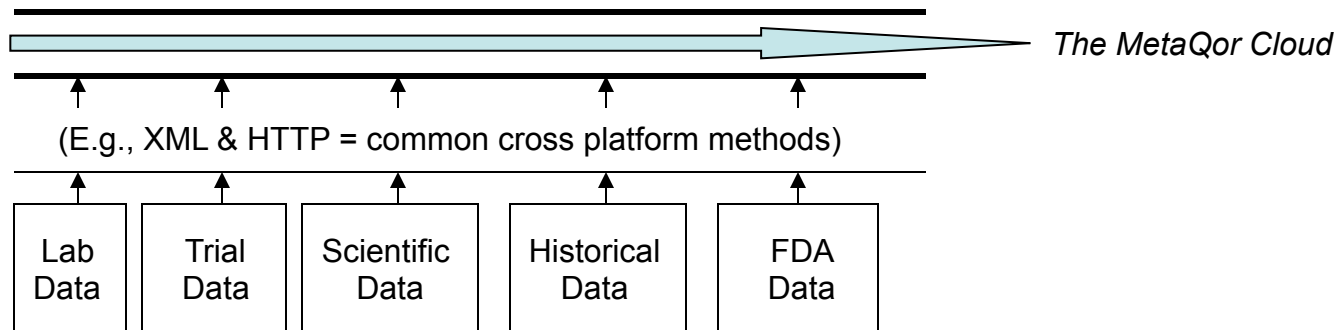 The MetaQor Cloud
(E.g., XML & HTTP = common cross platform methods)
Lab
Data
Trial
Data
Scientific
Data
Historical
Data
FDA
Data